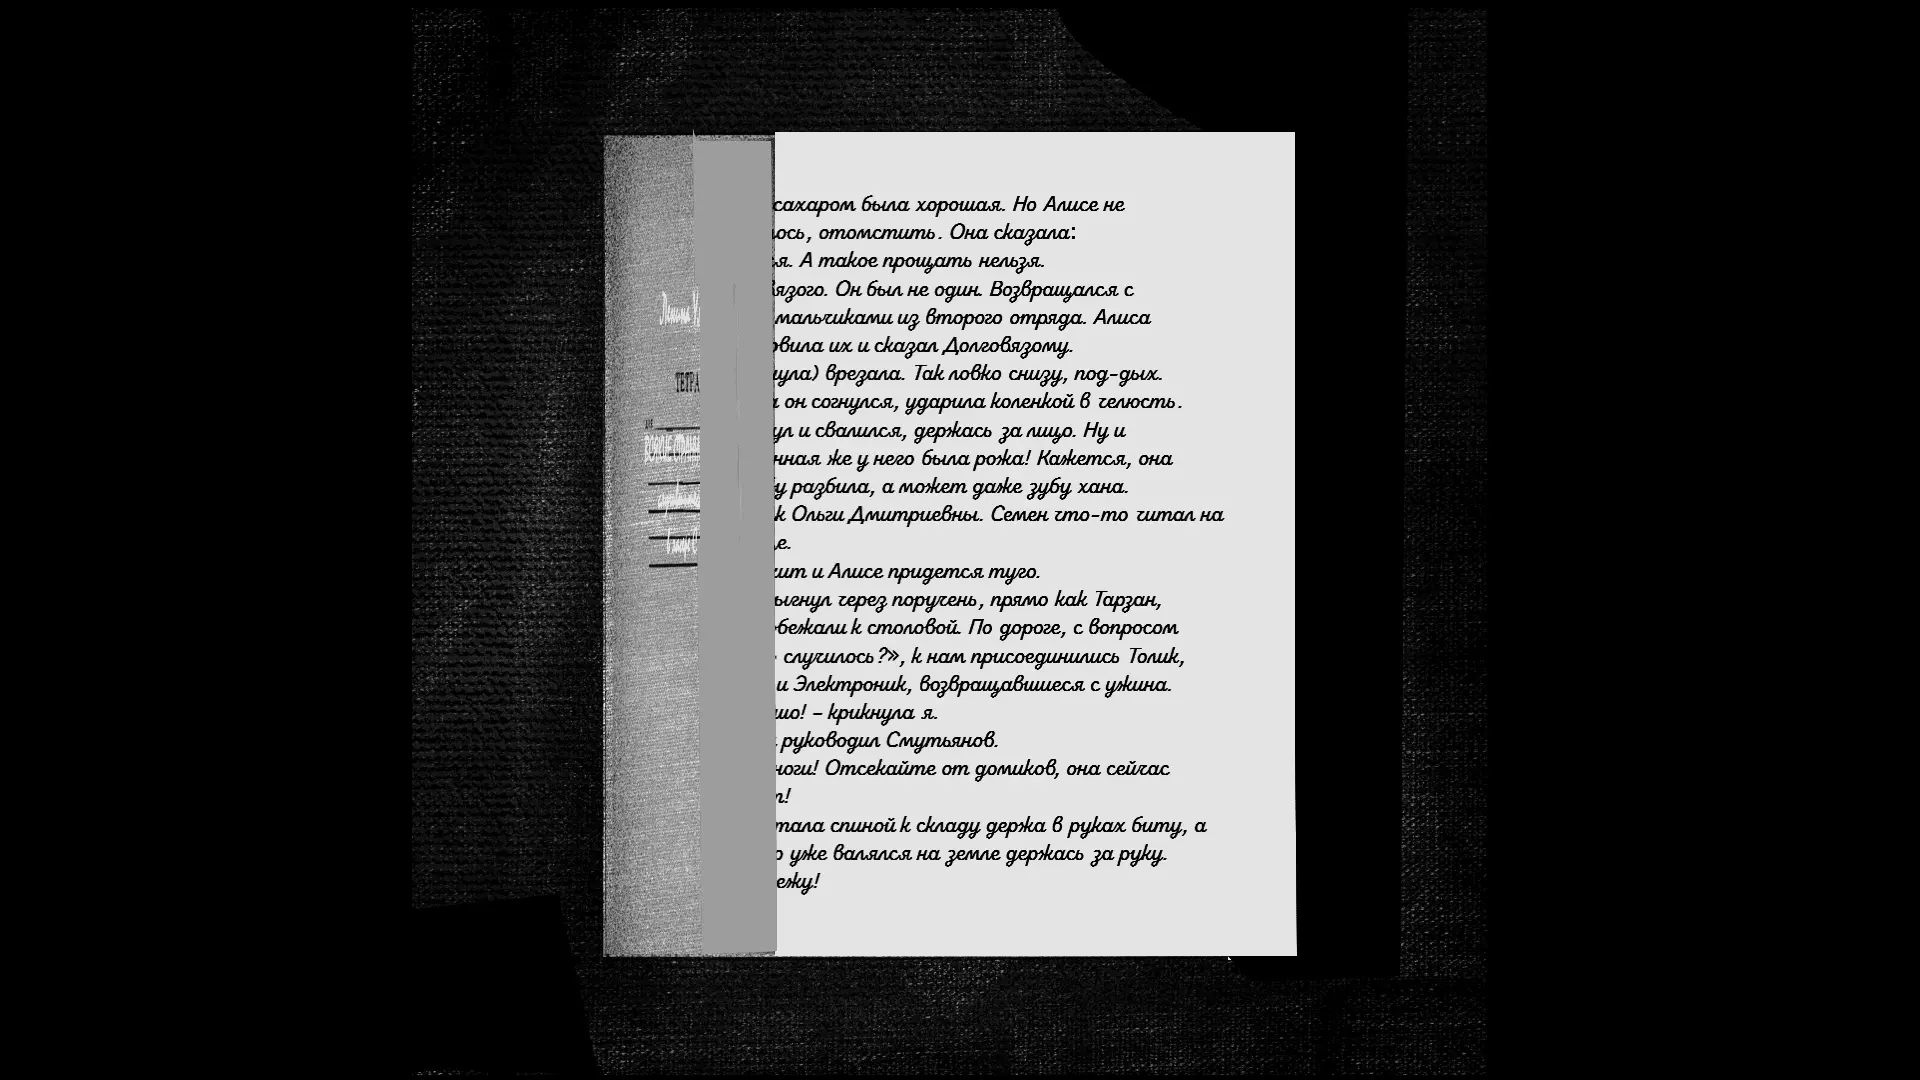 сахаром была хорошая. Но Алисе не
лось, отомстить. Она сказала:
ся. А такое прощать нельзя.
вязого. Он был не один. Возвращался с
мальчиками из второго отряда. Алиса
овила их и сказал Долговязому.
нула) врезала. Так ловко снизу, под-дых.
а он согнулся, ударила коленкой в челюсть.
ул и свалился, держась за лицо. Ну и
нная же у него была рожа! Кажется, она
у разбила, а может даже зубу хана.
к Ольги Дмитриевны. Семен что-то читал на
е.
жит и Алисе придется туго.
ыгнул через поручень, прямо как Тарзан,
обежали к столовой. По дороге, с вопросом
случилось?», к нам присоединились Толик,
и Электроник, возвращавшиеся с ужина.
шо! – крикнула я.
руководил Смутьянов.
ноги! Отсекайте от домиков, она сейчас
т!
тала спиной к складу держа в руках биту, а
о уже валялся на земле держась за руку.
ежу!
ТЕТРА